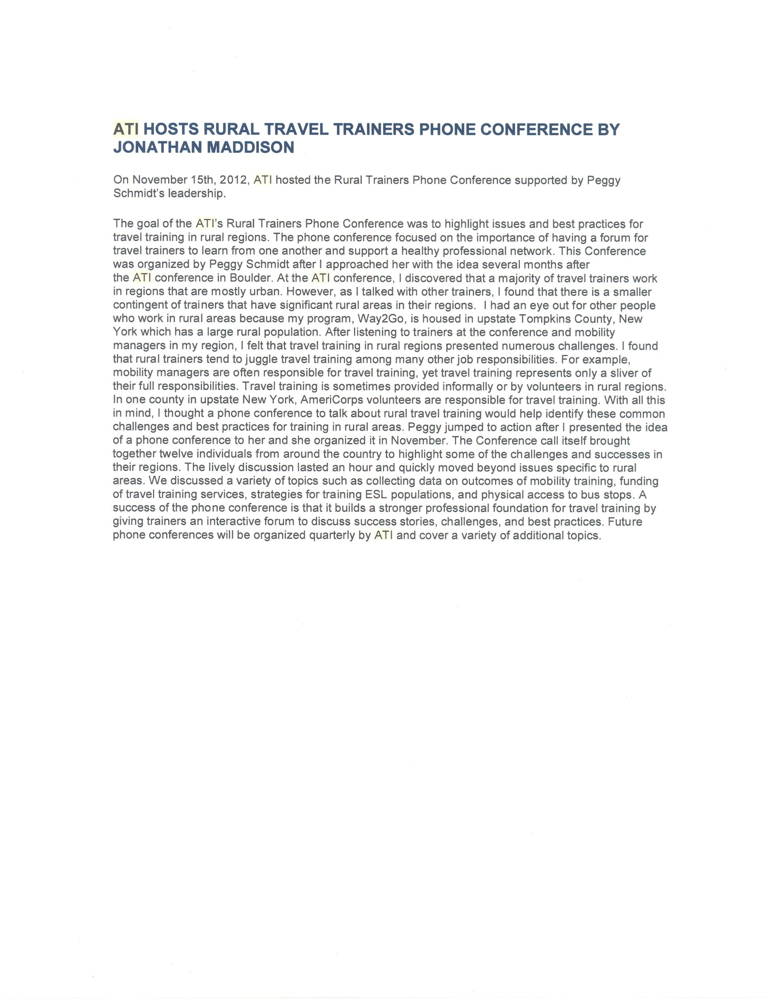 ATI HOSTS RURAL TRAVEL TRAINERS PHONE CONFERENCE BY
JONATHAN MADDISON
On November 15th, 2012, ATI hosted the Rural Trainers Phone Conference supported by Peggy
Schmidt’s leadership.
The goal of the ATI’s Rural Trainers Phone Conference was to highlight issues and best practices for
travel training in rural regions. The phone conference focused on the importance of having a forum for
travel trainers to learn from one another and support a healthy professional network. This Conference
was organized by Peggy Schmidt after I approached her with the idea several months after
the ATI conference in Boulder. At the ATI conference, I discovered that a majority of travel trainers work
in regions that are mostly urban. However, as I talked with other trainers, I found that there is a smaller
contingent of trainers that have significant rural areas in their regions.  I had an eye out for other people
who work in rural areas because my program, Way2Go, is housed in upstate Tompkins County, New
York which has a large rural population. After listening to trainers at the conference and mobility
managers in my region, I felt that travel training in rural regions presented numerous challenges. I found
that rural trainers tend to juggle travel training among many other job responsibilities. For example,
mobility managers are often responsible for travel training, yet travel training represents only a sliver of
their full responsibilities. Travel training is sometimes provided informally or by volunteers in rural regions.
In one county in upstate New York, AmeriCorps volunteers are responsible for travel training. With all this
in mind, I thought a phone conference to talk about rural travel training would help identify these common
challenges and best practices for training in rural areas. Peggy jumped to action after I presented the idea
of a phone conference to her and she organized it in November. The Conference call itself brought
together twelve individuals from around the country to highlight some of the challenges and successes in
their regions. The lively discussion lasted an hour and quickly moved beyond issues specific to rural
areas. We discussed a variety of topics such as collecting data on outcomes of mobility training, funding
of travel training services, strategies for training ESL populations, and physical access to bus stops. A
success of the phone conference is that it builds a stronger professional foundation for travel training by
giving trainers an interactive forum to discuss success stories, challenges, and best practices. Future
phone conferences will be organized quarterly by ATI and cover a variety of additional topics.